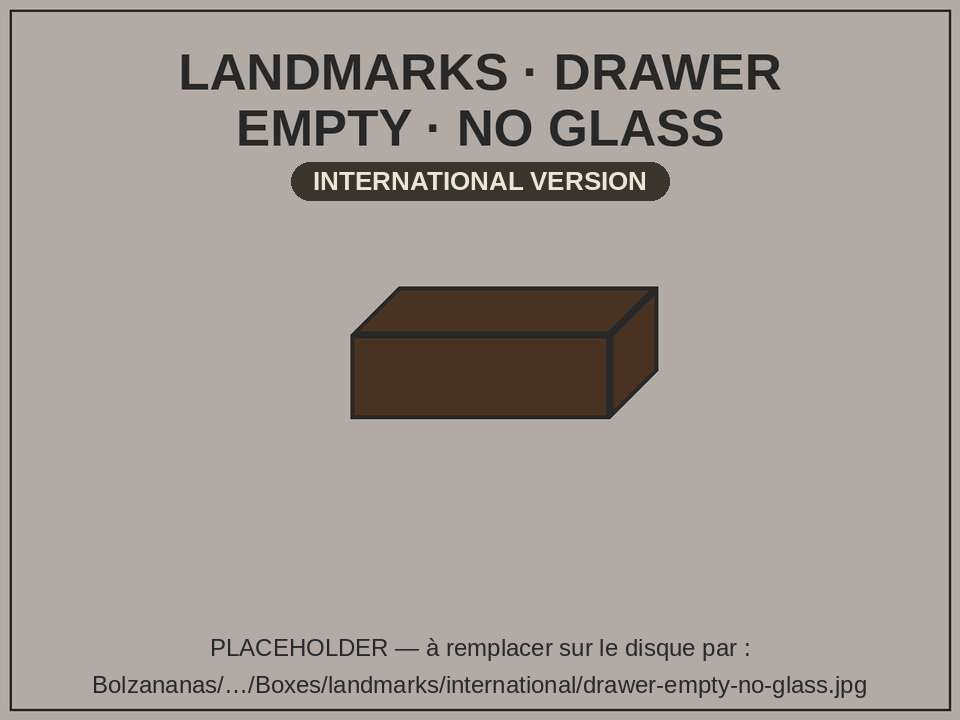 LANDMARKS · DRAWER
EMPTY · NO GLASS
INTERNATIONAL VERSION
PLACEHOLDER — à remplacer sur le disque par :
Bolzananas/…/Boxes/landmarks/international/drawer-empty-no-glass.jpg